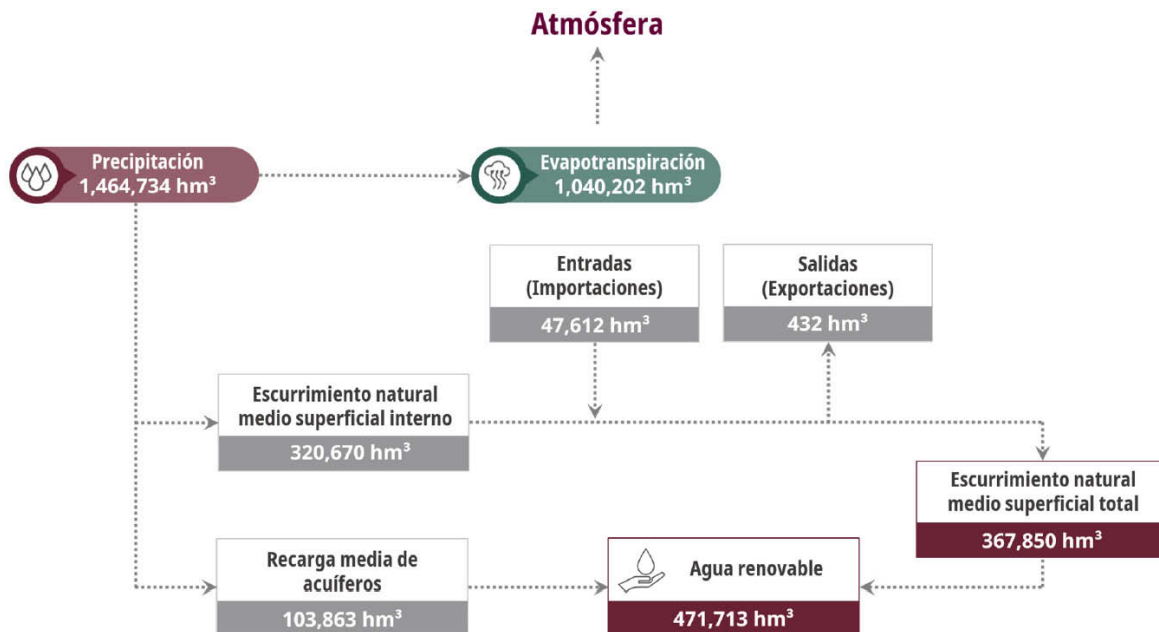 Atmósfera
Precipitación
1,464,734 hm³
Evapotranspiración
1,040,202 hm³
Entradas
(Importaciones)
47,612 hm³
Salidas
(Exportaciones)
432 hm³
Escurrimiento natural
medio superficial interno
320,670 hm³
Escurrimiento natural
medio superficial total
367,850 hm³
Recarga media de
acuíferos
103,863 hm³
Agua renovable
471,713 hm³